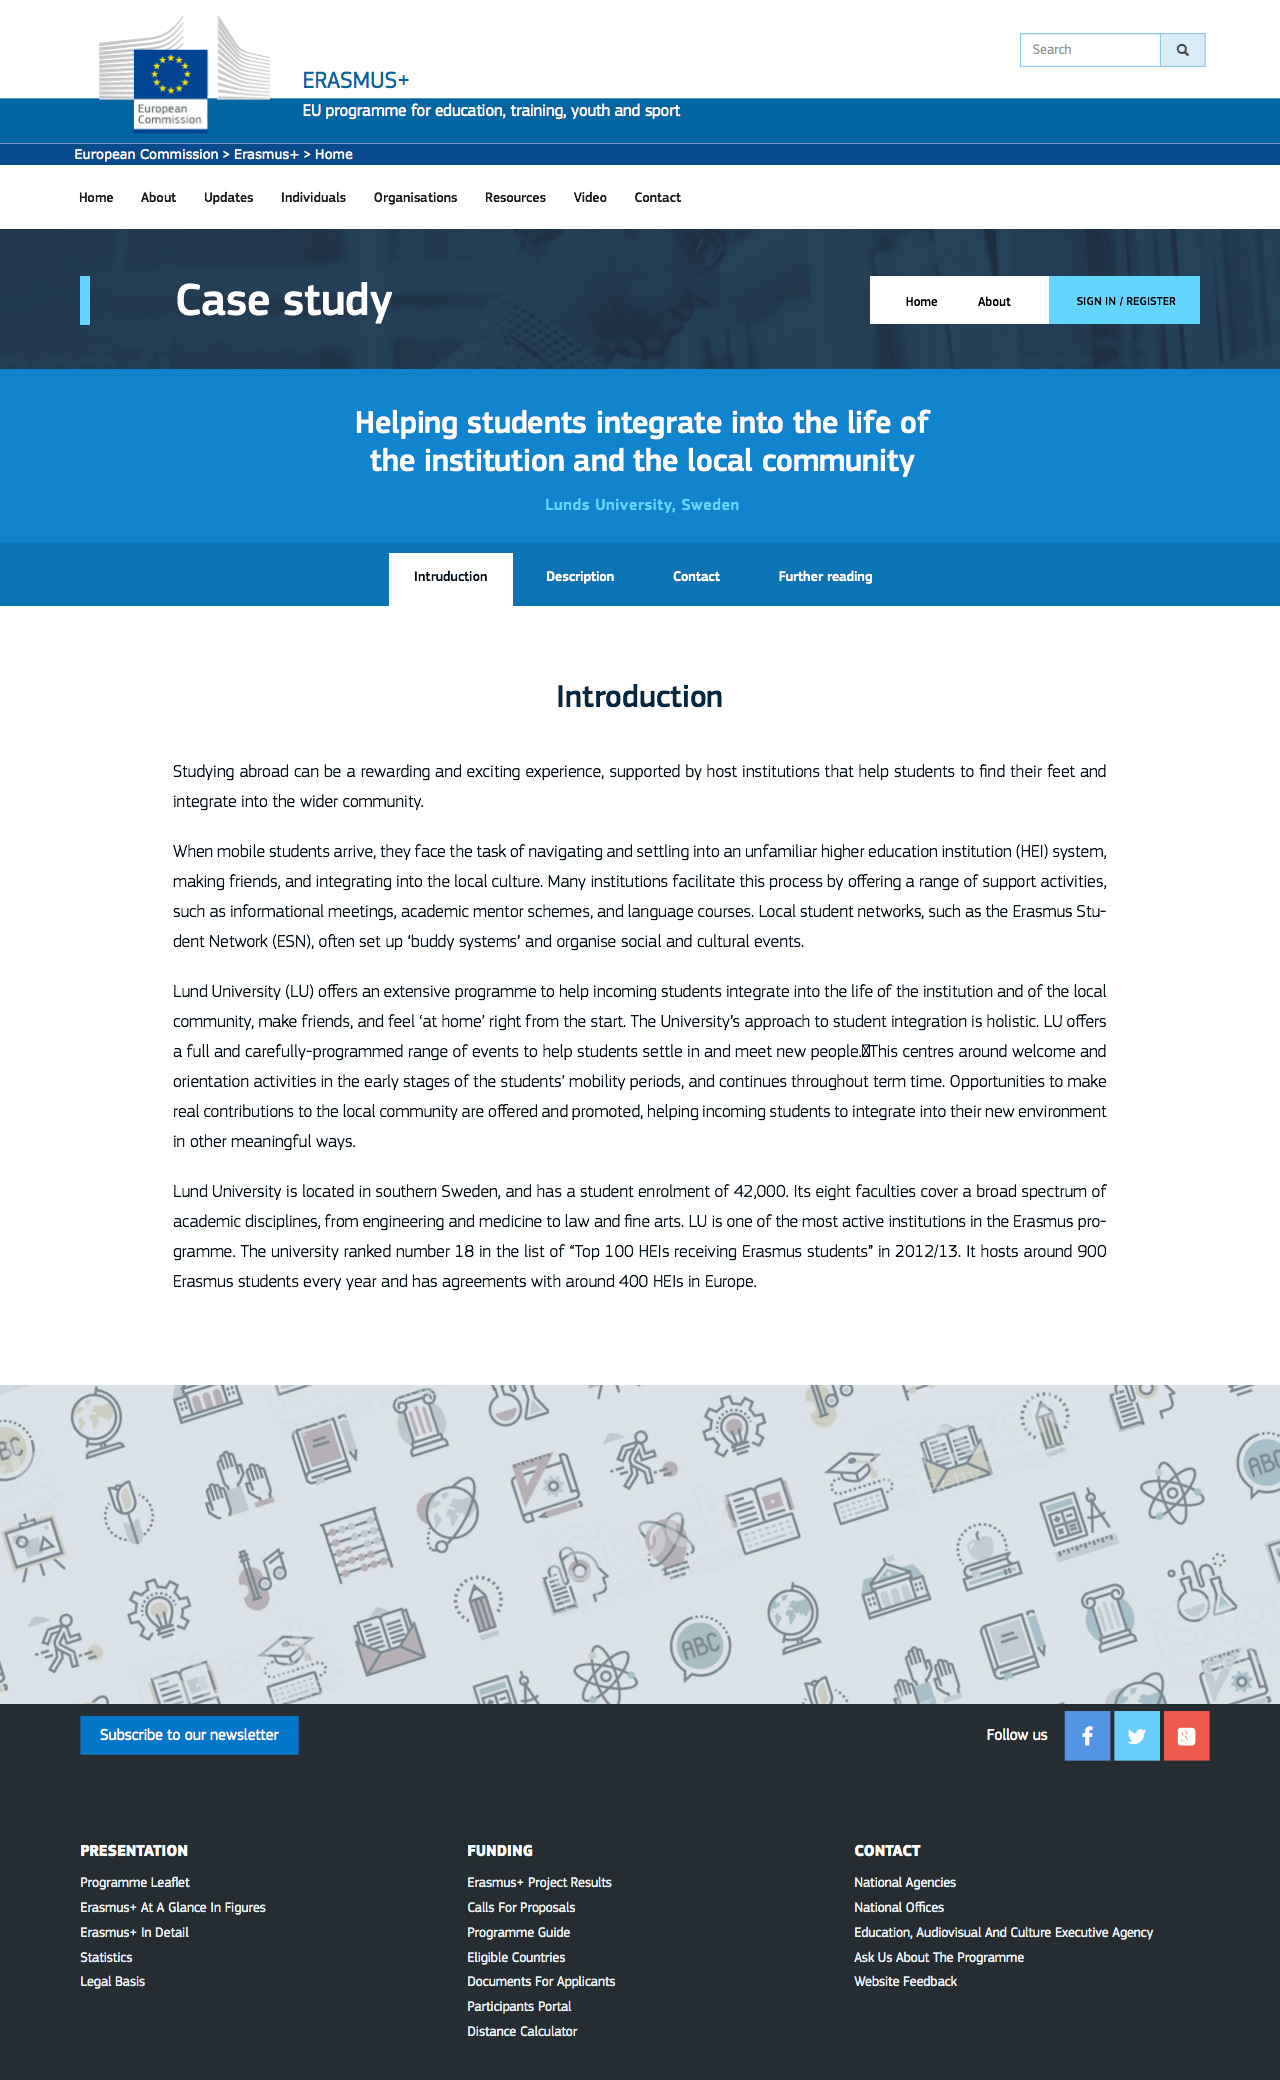 Search
European
Commission
ERASMUS+
EU programme for education, training, youth and sport
European Commission > Erasmus+ > Home
Home About Updates Individuals Organisations Resources Video Contact
Case study
Home About SIGN IN / REGISTER
Helping students integrate into the life of
the institution and the local community
Lunds University, Sweden
Intruduction Description Contact Further reading
Introduction
Studying abroad can be a rewarding and exciting experience, supported by host institutions that help students to find their feet and
integrate into the wider community.
When mobile students arrive, they face the task of navigating and settling into an unfamiliar higher education institution (HEI) system,
making friends, and integrating into the local culture. Many institutions facilitate this process by offering a range of support activities,
such as informational meetings, academic mentor schemes, and language courses. Local student networks, such as the Erasmus Stu-
dent Network (ESN), often set up ‘buddy systems’ and organise social and cultural events.
Lund University (LU) offers an extensive programme to help incoming students integrate into the life of the institution and of the local
community, make friends, and feel ‘at home’ right from the start. The University’s approach to student integration is holistic. LU offers
a full and carefully-programmed range of events to help students settle in and meet new people. This centres around welcome and
orientation activities in the early stages of the students’ mobility periods, and continues throughout term time. Opportunities to make
real contributions to the local community are offered and promoted, helping incoming students to integrate into their new environment
in other meaningful ways.
Lund University is located in southern Sweden, and has a student enrolment of 42,000. Its eight faculties cover a broad spectrum of
academic disciplines, from engineering and medicine to law and fine arts. LU is one of the most active institutions in the Erasmus pro-
gramme. The university ranked number 18 in the list of “Top 100 HEIs receiving Erasmus students” in 2012/13. It hosts around 900
Erasmus students every year and has agreements with around 400 HEIs in Europe.
ABC
ABC
ABC
Subscribe to our newsletter
Follow us
PRESENTATION
Programme Leaflet
Erasmus+ At A Glance In Figures
Erasmus+ In Detail
Statistics
Legal Basis
FUNDING
Erasmus+ Project Results
Calls For Proposals
Programme Guide
Eligible Countries
Documents For Applicants
Participants Portal
Distance Calculator
CONTACT
National Agencies
National Offices
Education, Audiovisual And Culture Executive Agency
Ask Us About The Programme
Website Feedback